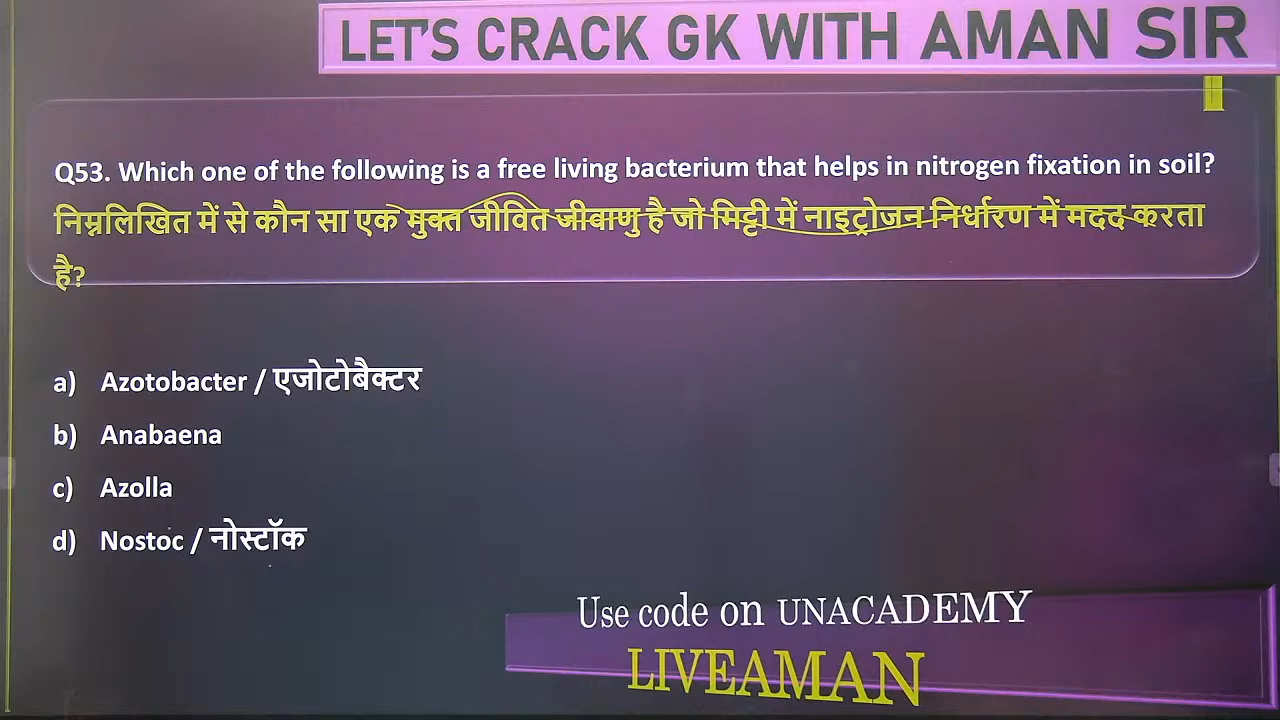 LET'S CRACK GK WITH AMAN SIR
Q53. Which one of the following is a free living bacterium that helps in nitrogen fixation in soil?
निम्नलिखित में से कौन सा एक मुक्त जीवित जीवाणु है जो मिट्टी में नाइट्रोजन निर्धारण में मदद करता
है?
a) Azotobacter / एजोटोबैक्टर
b) Anabaena
c) Azolla
d) Nostoc / नोस्टॉक
Use code on UNACADEMY
LIVEAMAN